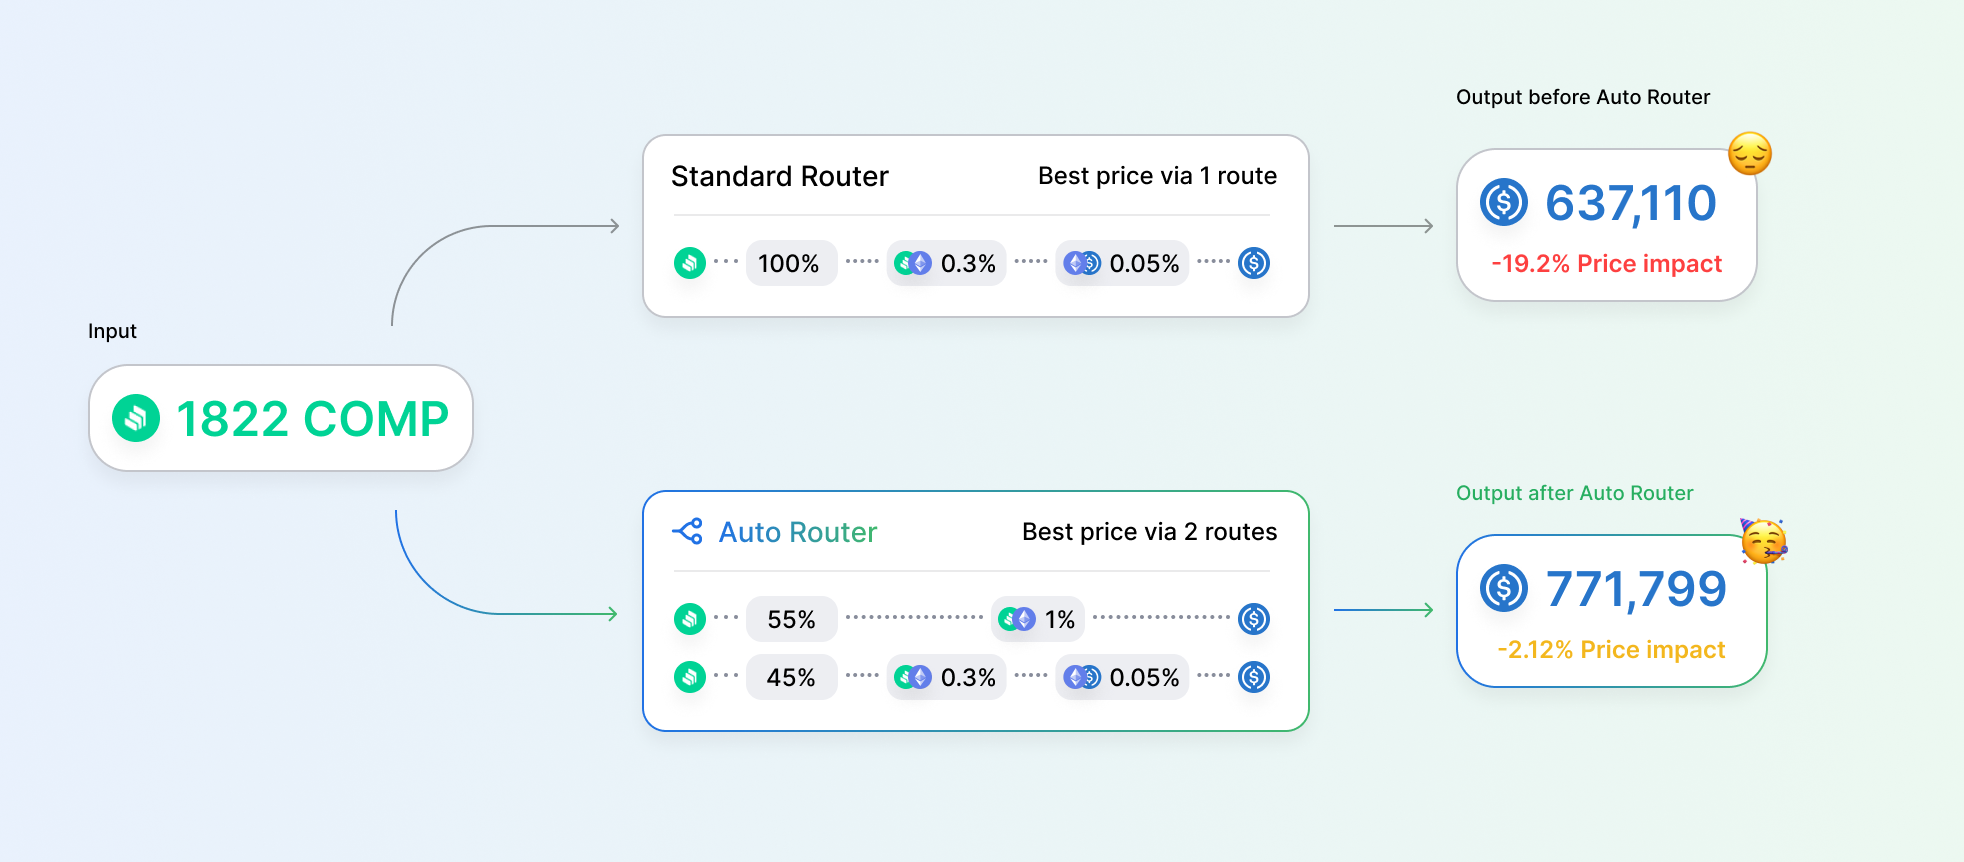 Input
1822 COMP
Standard Router
Best price via 1 route
100%
0.3%
0.05%
Output before Auto Router
637,110
-19.2% Price impact
Auto Router
Best price via 2 routes
55%
1%
45%
0.3%
0.05%
Output after Auto Router
771,799
-2.12% Price impact